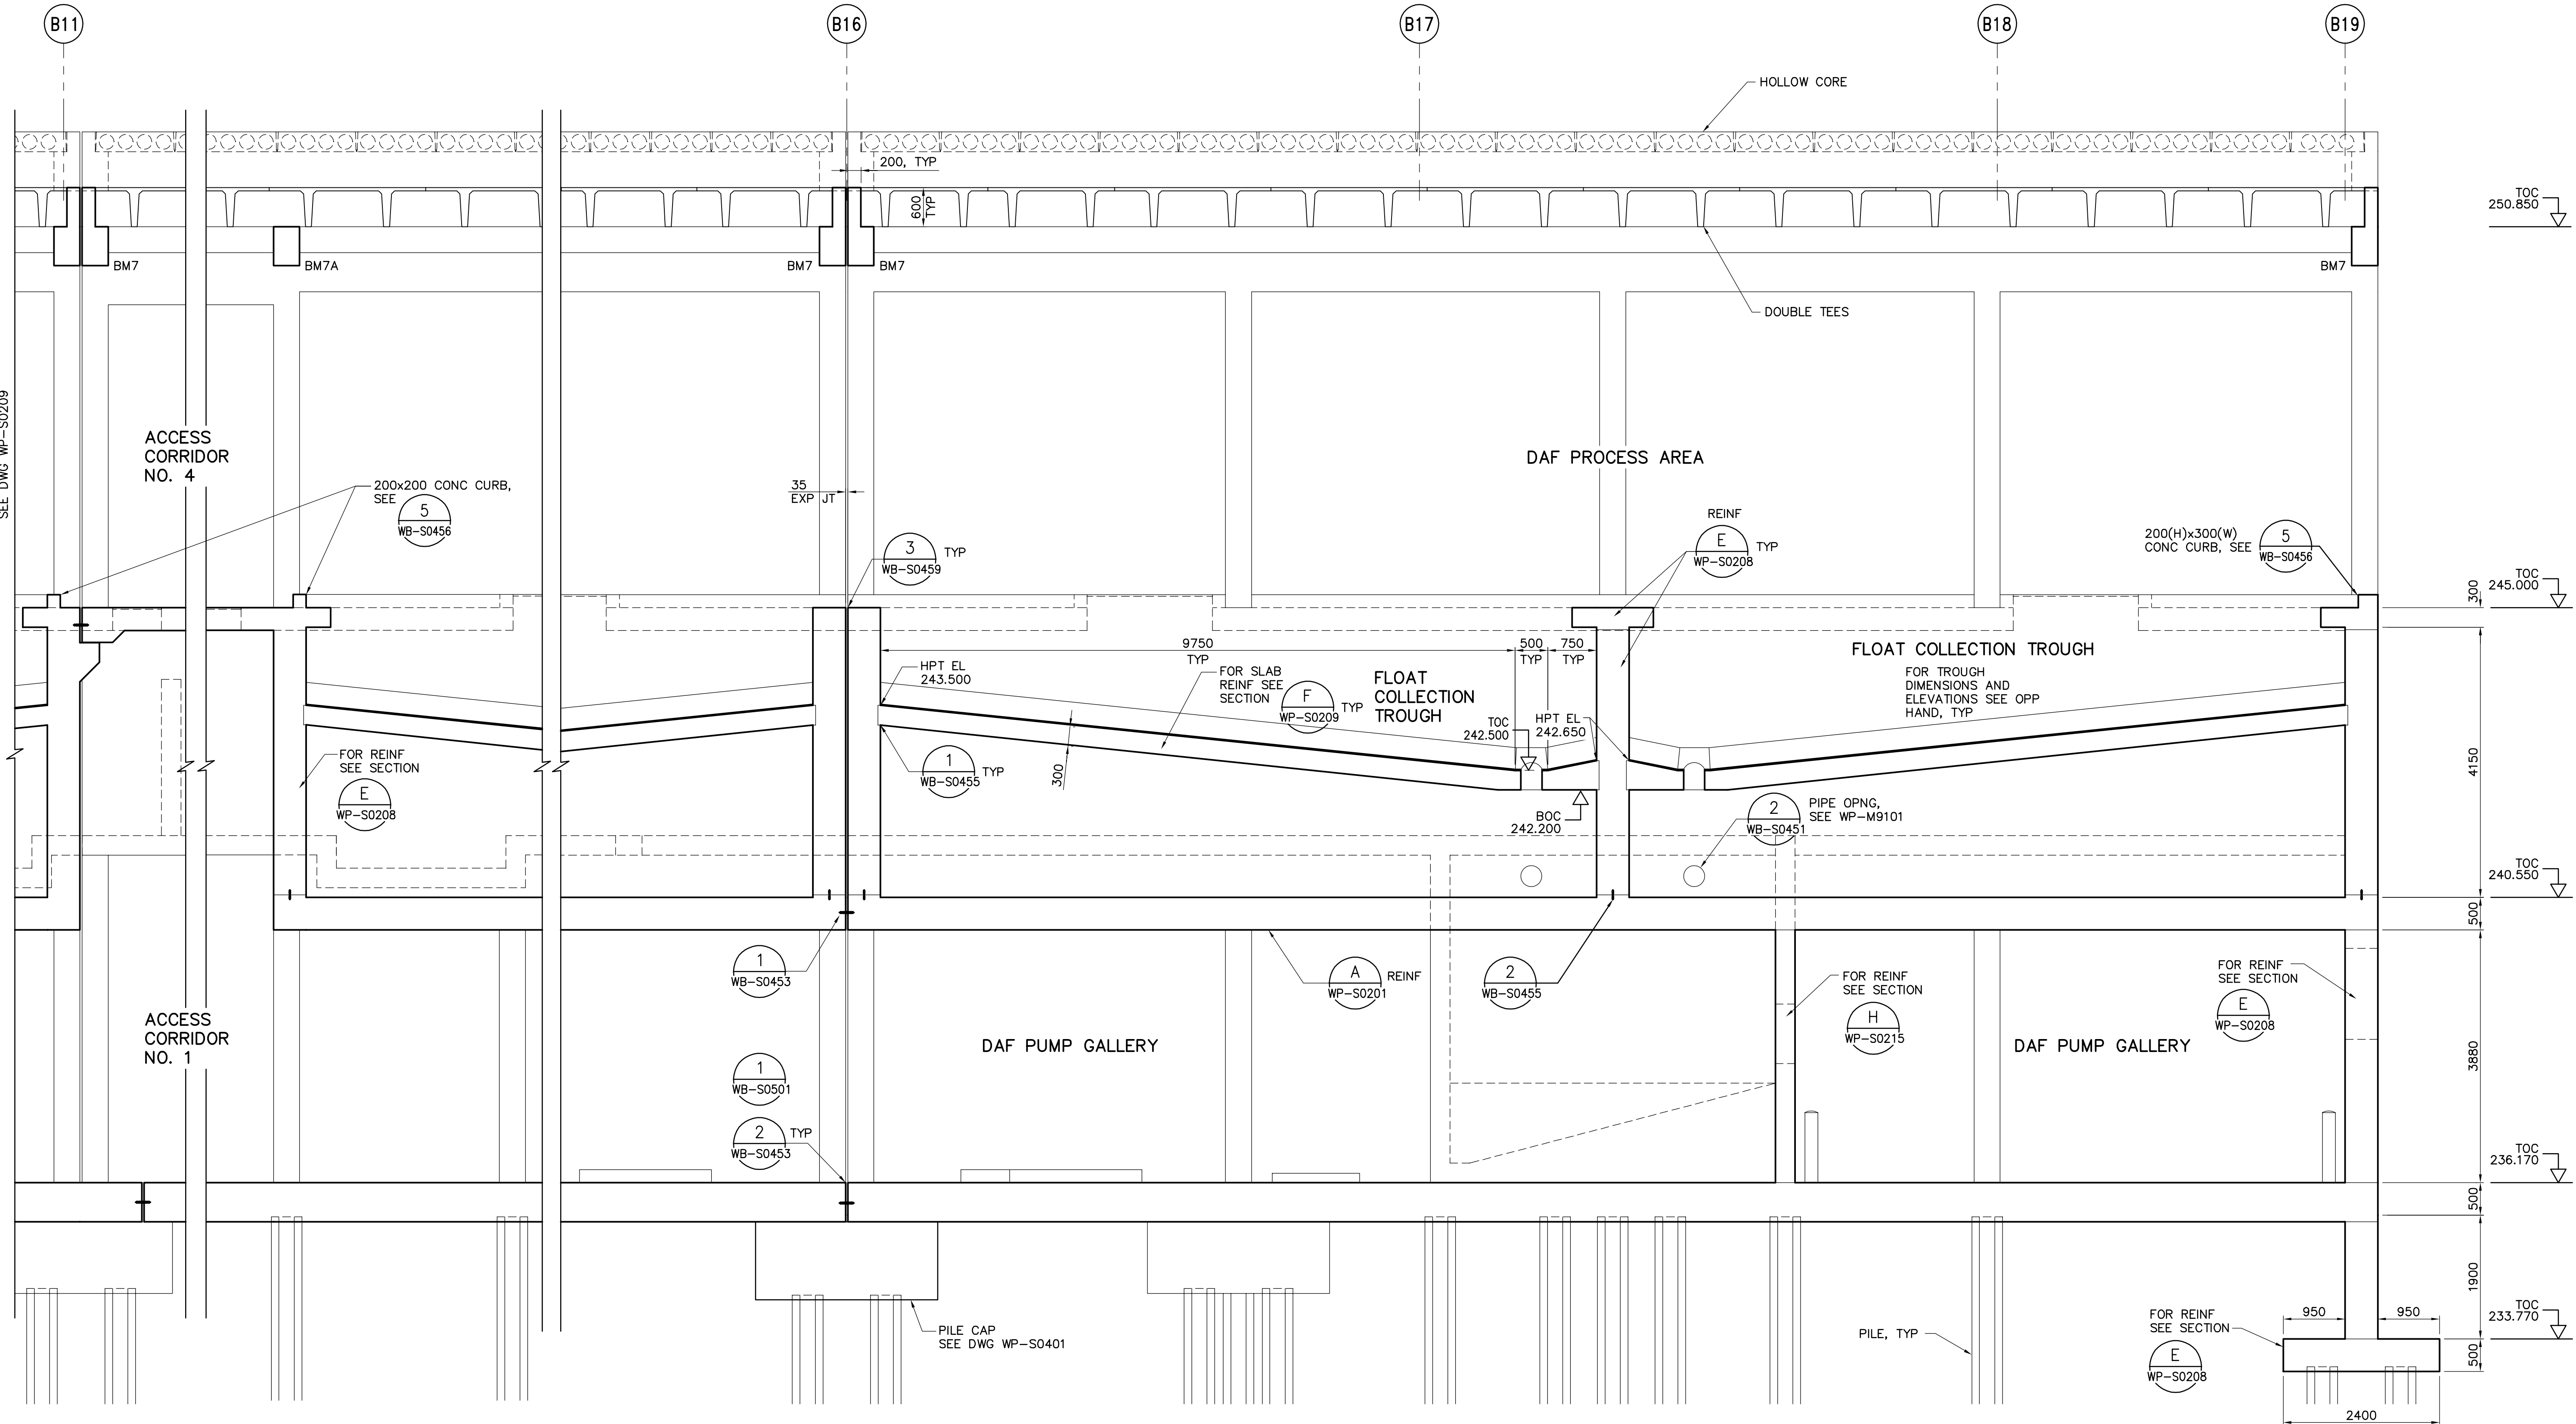 B11
B16
B17
B18
B19
HOLLOW CORE
200, TYP
600
TYP
TOC
250.850
BM7
BM7A
BM7
BM7
BM7
DOUBLE TEES
SEE DWG WP-S0209
ACCESS
CORRIDOR
NO. 4
DAF PROCESS AREA
200x200 CONC CURB,
SEE
5
WB-S0456
35
EXP JT
3
WB-S0459
TYP
REINF
E
WP-S0208
TYP
200(H)x300(W)
CONC CURB, SEE
5
WB-S0456
300
TOC
245.000
9750
TYP
500
TYP
750
TYP
HPT EL
243.500
FOR SLAB
REINF SEE
SECTION
F
WP-S0209
TYP
FLOAT
COLLECTION
TROUGH
FLOAT COLLECTION TROUGH
FOR TROUGH
DIMENSIONS AND
ELEVATIONS SEE OPP
HAND, TYP
TOC
242.500
HPT EL
242.650
FOR REINF
SEE SECTION
E
WP-S0208
1
WB-S0455
TYP
300
4150
BOC
242.200
2
WB-S0451
PIPE OPNG,
SEE WP-M9101
TOC
240.550
500
1
WB-S0453
A
WP-S0201
REINF
2
WB-S0455
FOR REINF
SEE SECTION
H
WP-S0215
FOR REINF
SEE SECTION
E
WP-S0208
ACCESS
CORRIDOR
NO. 1
DAF PUMP GALLERY
DAF PUMP GALLERY
3880
1
WB-S0501
2
WB-S0453
TYP
TOC
236.170
500
1900
PILE CAP
SEE DWG WP-S0401
PILE, TYP
FOR REINF
SEE SECTION
E
WP-S0208
950
950
TOC
233.770
500
2400